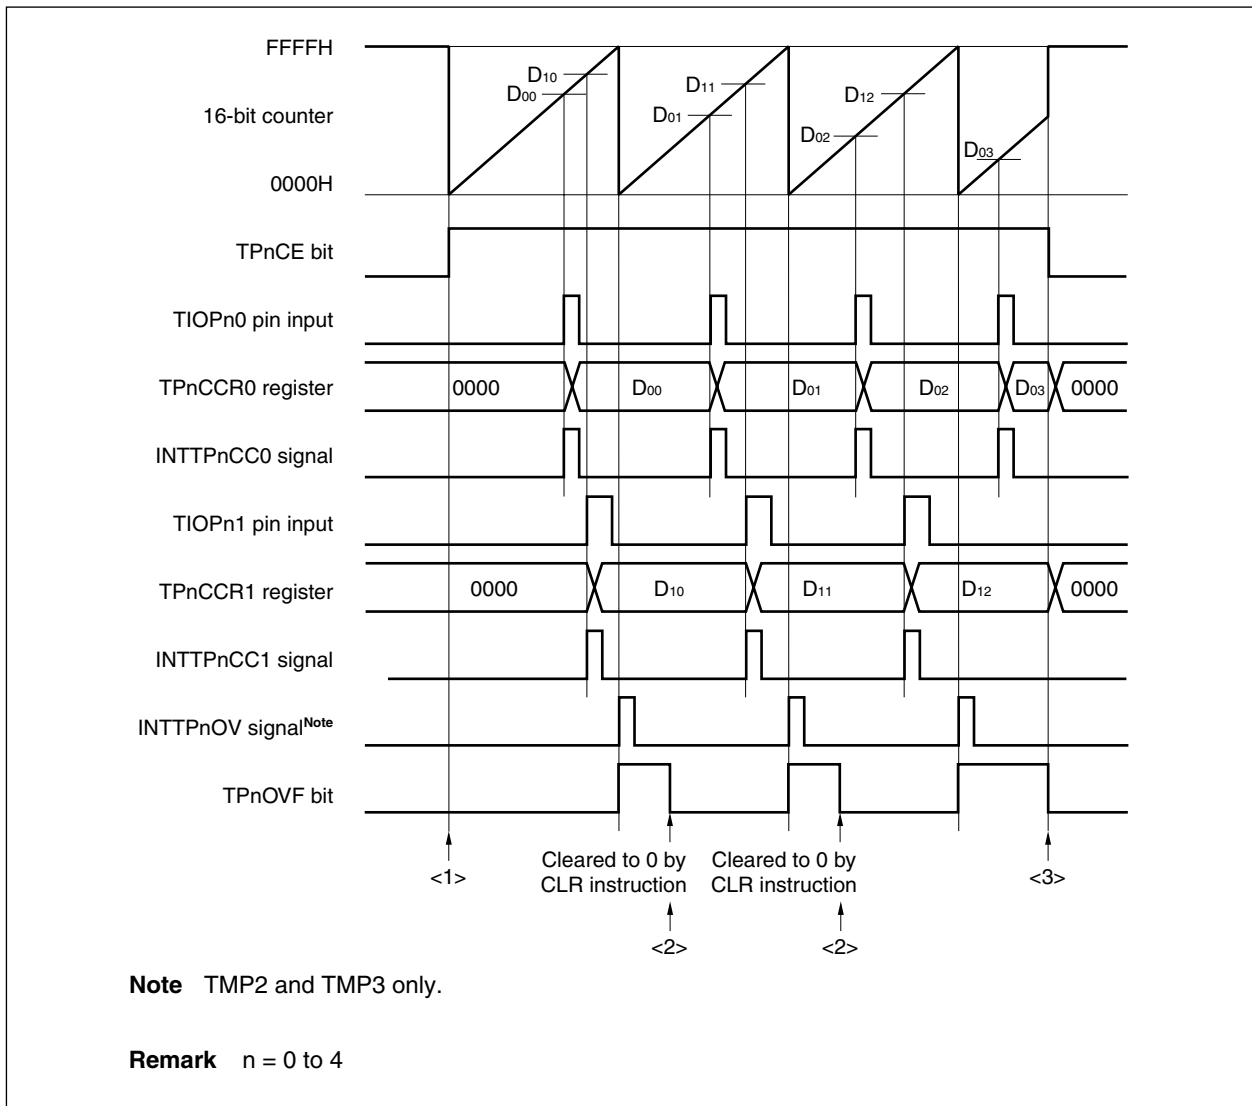 FFFFH
D10
D00
D11
D01
D12
D02
D03
16-bit counter
0000H
TPnCE bit
TIOPn0 pin input
TPnCCR0 register
0000 D00 D01 D02 D03 0000
INTTPnCC0 signal
TIOPn1 pin input
TPnCCR1 register
0000 D10 D11 D12 0000
INTTPnCC1 signal
INTTPnOV signalNote
TPnOVF bit
<1>
Cleared to 0 by
CLR instruction
<2>
Cleared to 0 by
CLR instruction
<2>
<3>
Note TMP2 and TMP3 only.
Remark n = 0 to 4